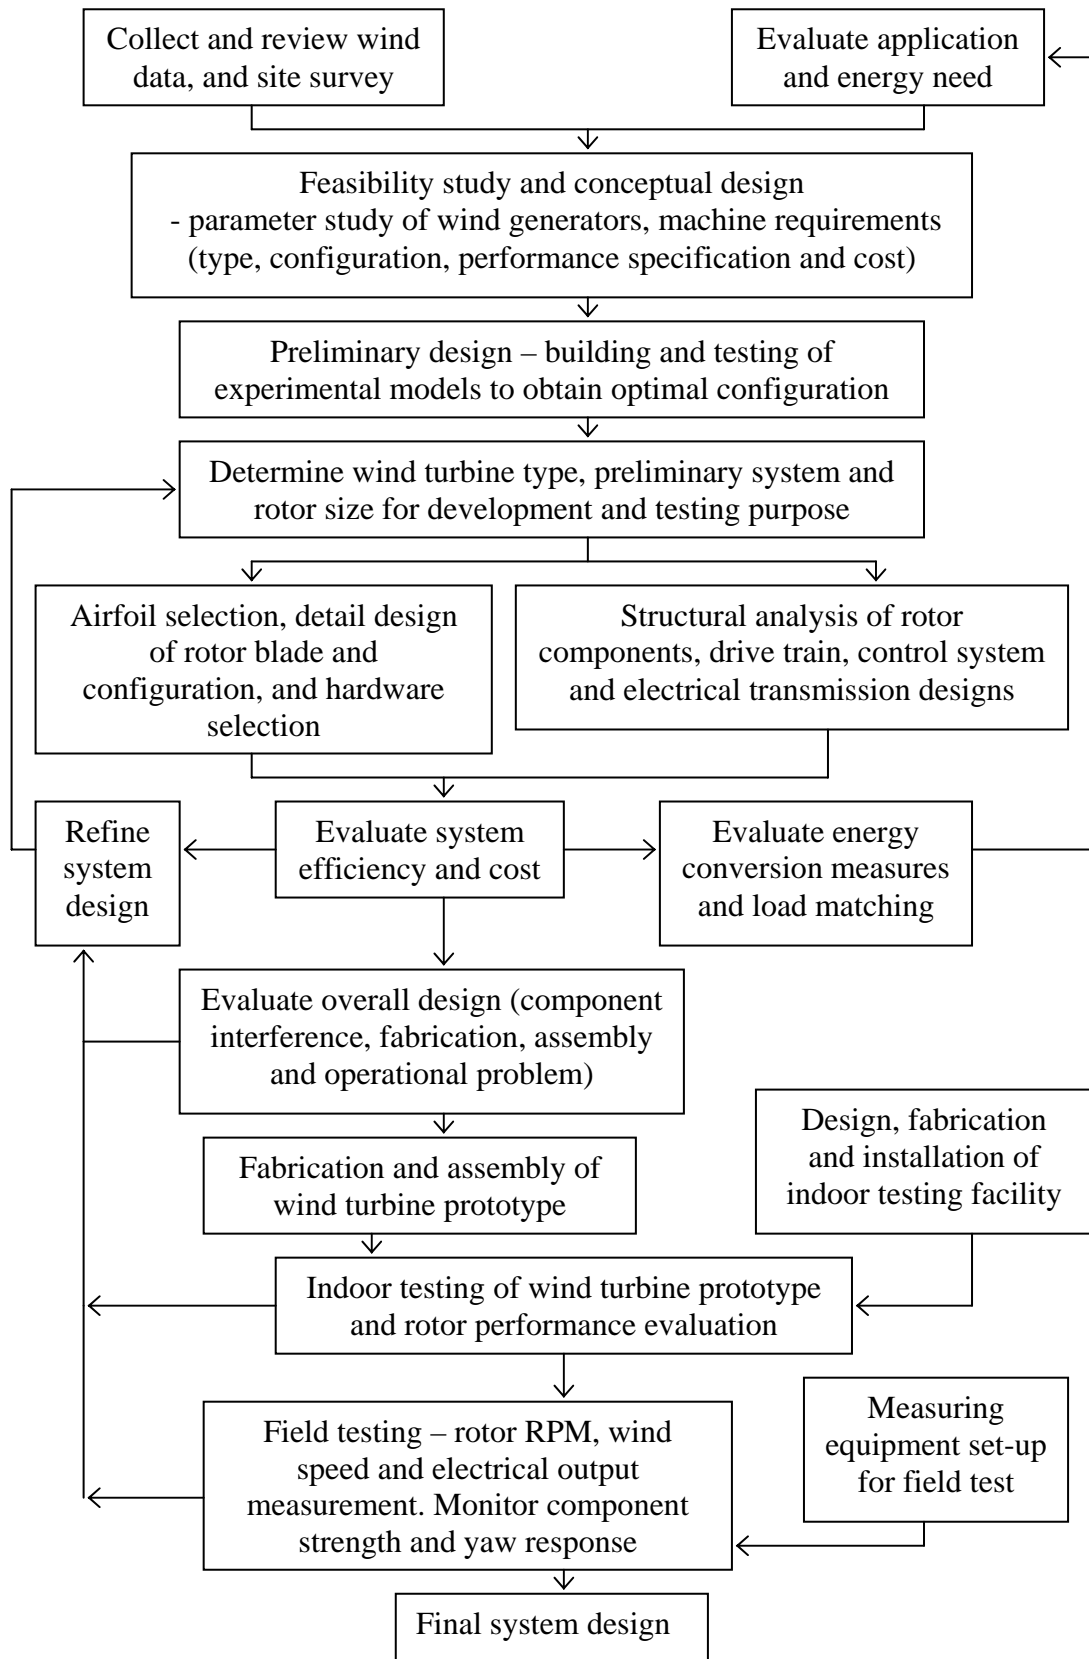 Collect and review wind
data, and site survey
Evaluate application
and energy need
Feasibility study and conceptual design
- parameter study of wind generators, machine requirements
(type, configuration, performance specification and cost)
Preliminary design – building and testing of
experimental models to obtain optimal configuration
Determine wind turbine type, preliminary system and
rotor size for development and testing purpose
Airfoil selection, detail design
of rotor blade and
configuration, and hardware
selection
Structural analysis of rotor
components, drive train, control system
and electrical transmission designs
Refine
system
design
Evaluate system
efficiency and cost
Evaluate energy
conversion measures
and load matching
Evaluate overall design (component
interference, fabrication, assembly
and operational problem)
Design, fabrication
and installation of
indoor testing facility
Fabrication and assembly of
wind turbine prototype
Indoor testing of wind turbine prototype
and rotor performance evaluation
Measuring
equipment set-up
for field test
Field testing – rotor RPM, wind
speed and electrical output
measurement. Monitor component
strength and yaw response
Final system design